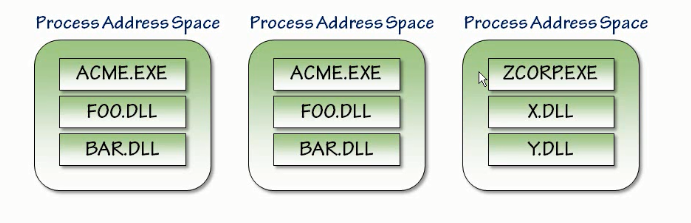 Process Address Space
ACME.EXE
FOO.DLL
BAR.DLL
Process Address Space
ACME.EXE
FOO.DLL
BAR.DLL
Process Address Space
ZCORP.EXE
X.DLL
Y.DLL